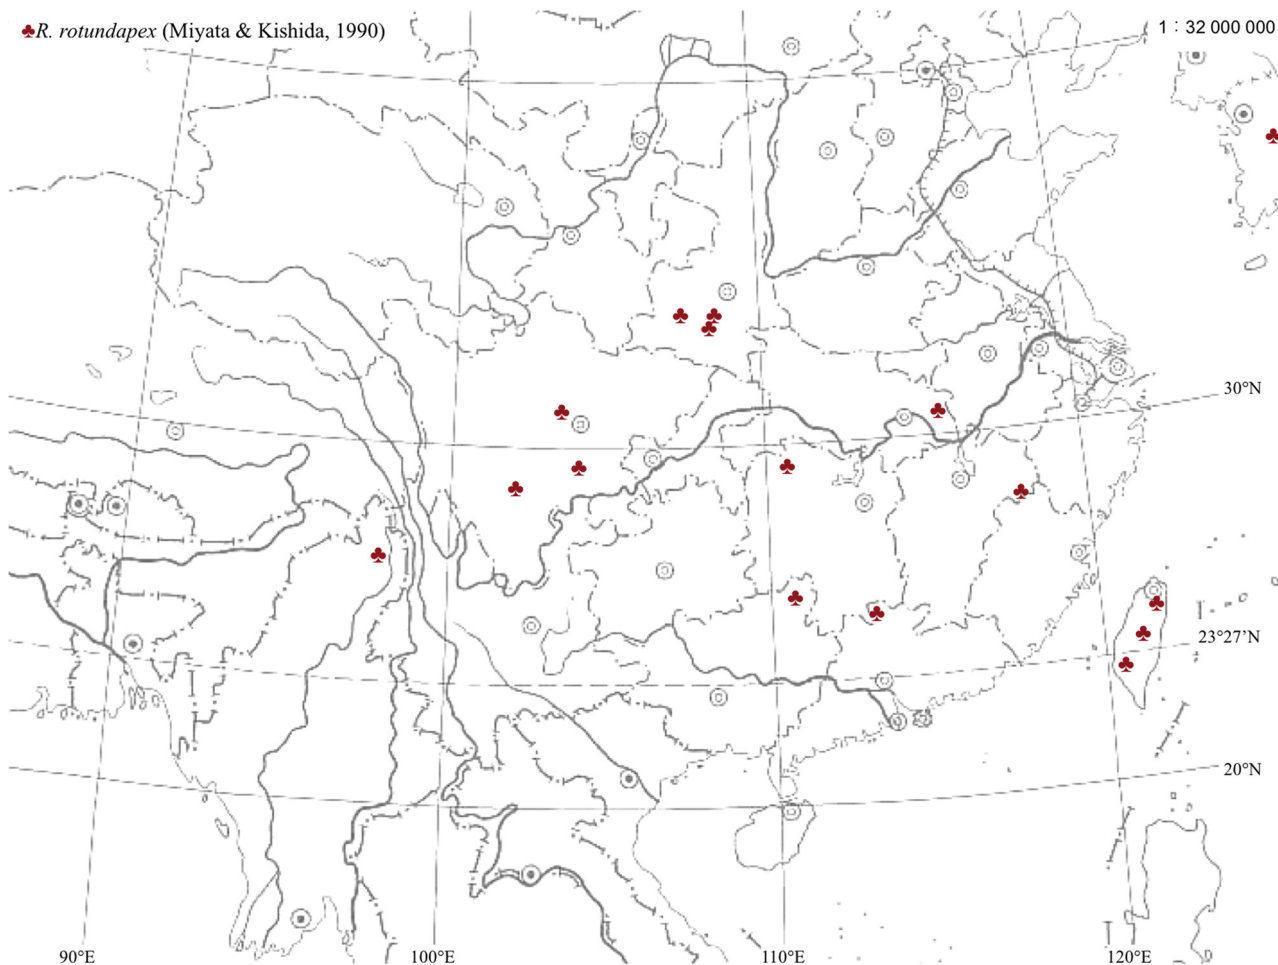 ♣R. rotundapex (Miyata & Kishida, 1990)
1：32 000 000
30°N
23°27’N
20°N
90°E
100°E
110°E
120°E